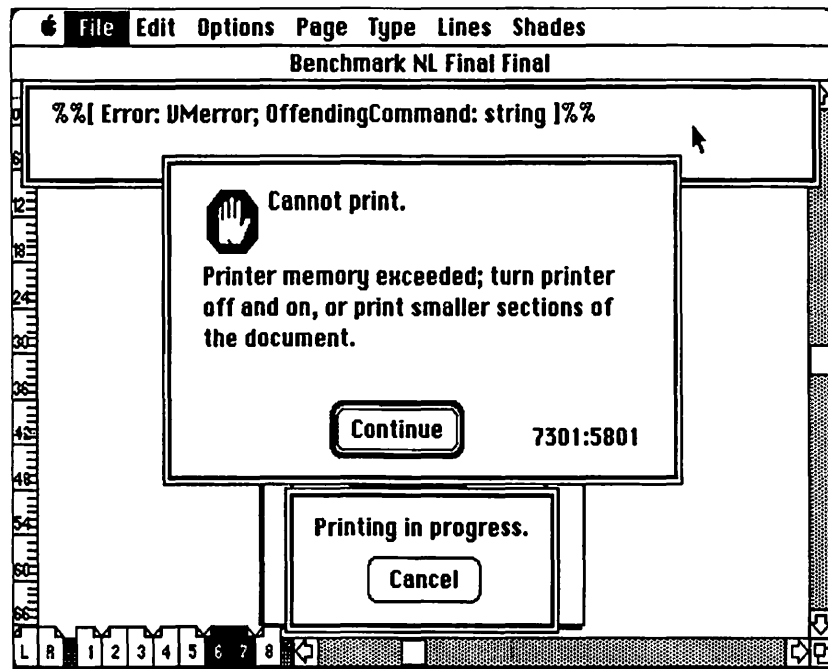 File Edit Options Page Type Lines Shades
Benchmark NL Final Final
%%[ Error: VMerror; OffendingCommand: string ]%%
Cannot print.
Printer memory exceeded; turn printer
off and on, or print smaller sections of
the document.
Continue
7301:5801
Printing in progress.
Cancel
0
6
12
18
24
30
36
42
48
54
60
66
L R 1 2 3 4 5 6 7 8